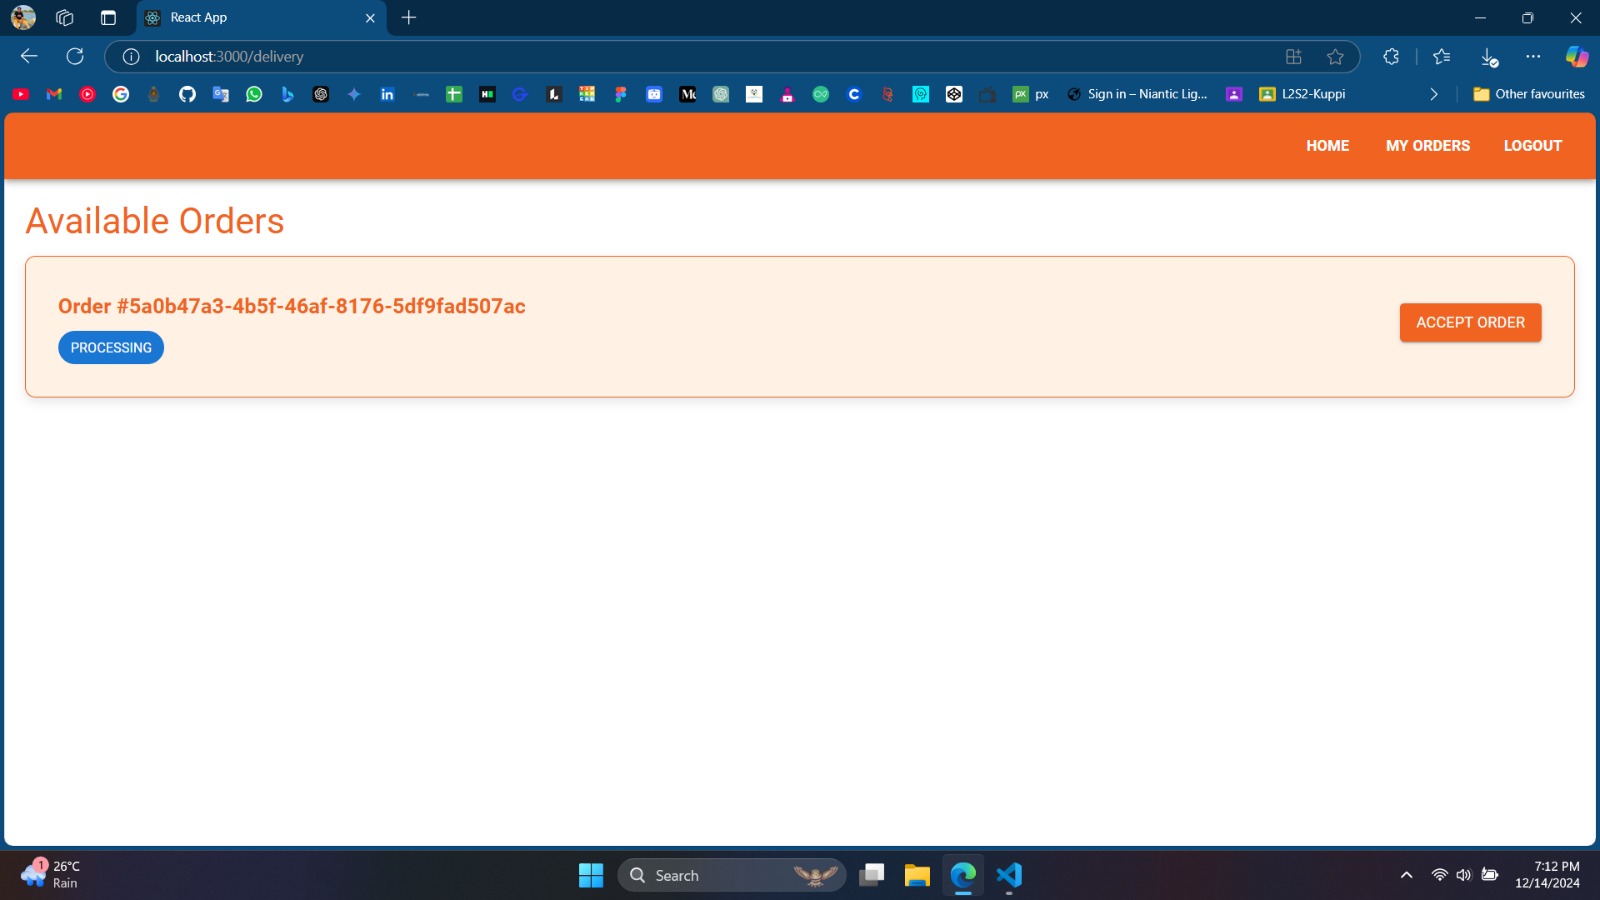 React App
localhost:3000/delivery
px
Sign in – Niantic Lig...
L2S2-Kuppi
Other favourites
HOME
MY ORDERS
LOGOUT
Available Orders
Order #5a0b47a3-4b5f-46af-8176-5df9fad507ac
PROCESSING
ACCEPT ORDER
1
26°C
Rain
Search
7:12 PM
12/14/2024